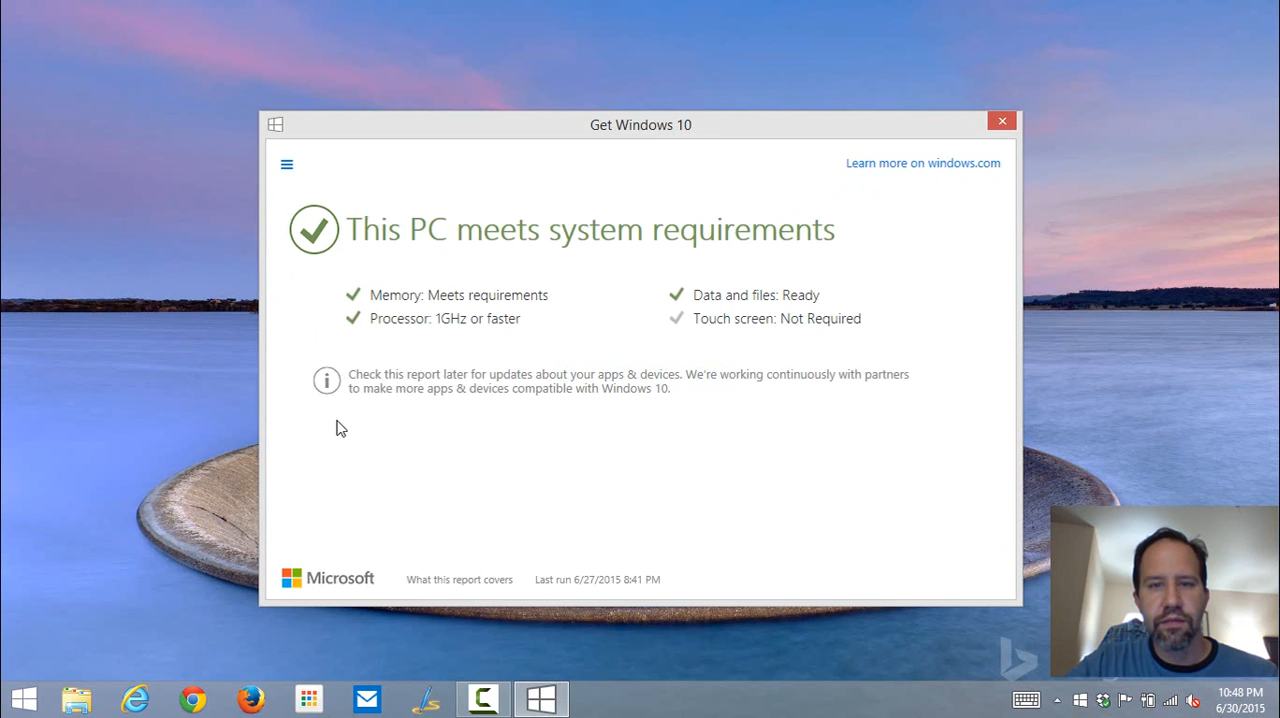 Get Windows 10
Learn more on windows.com
This PC meets system requirements
Memory: Meets requirements
Data and files: Ready
Processor: 1GHz or faster
Touch screen: Not Required
Check this report later for updates about your apps & devices. We're working continuously with partners
to make more apps & devices compatible with Windows 10.
Microsoft
What this report covers
Last run 6/27/2015 8:41 PM
10:48 PM
6/30/2015